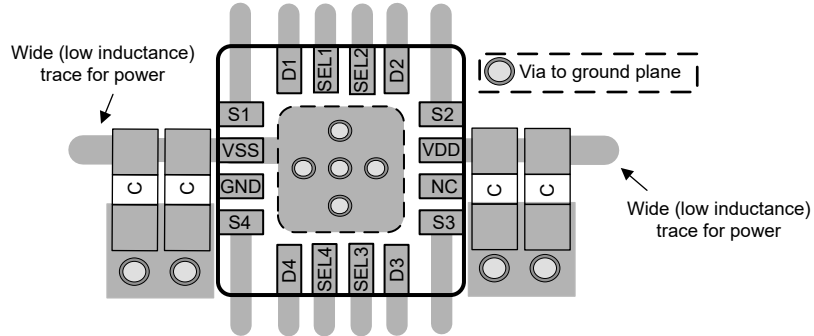 Wide (low inductance)
trace for power
D1
SEL1
SEL2
D2
Via to ground plane
S1
S2
VSS
VDD
C
C
GND
NC
C
C
S4
S3
Wide (low inductance)
trace for power
D4
SEL4
SEL3
D3